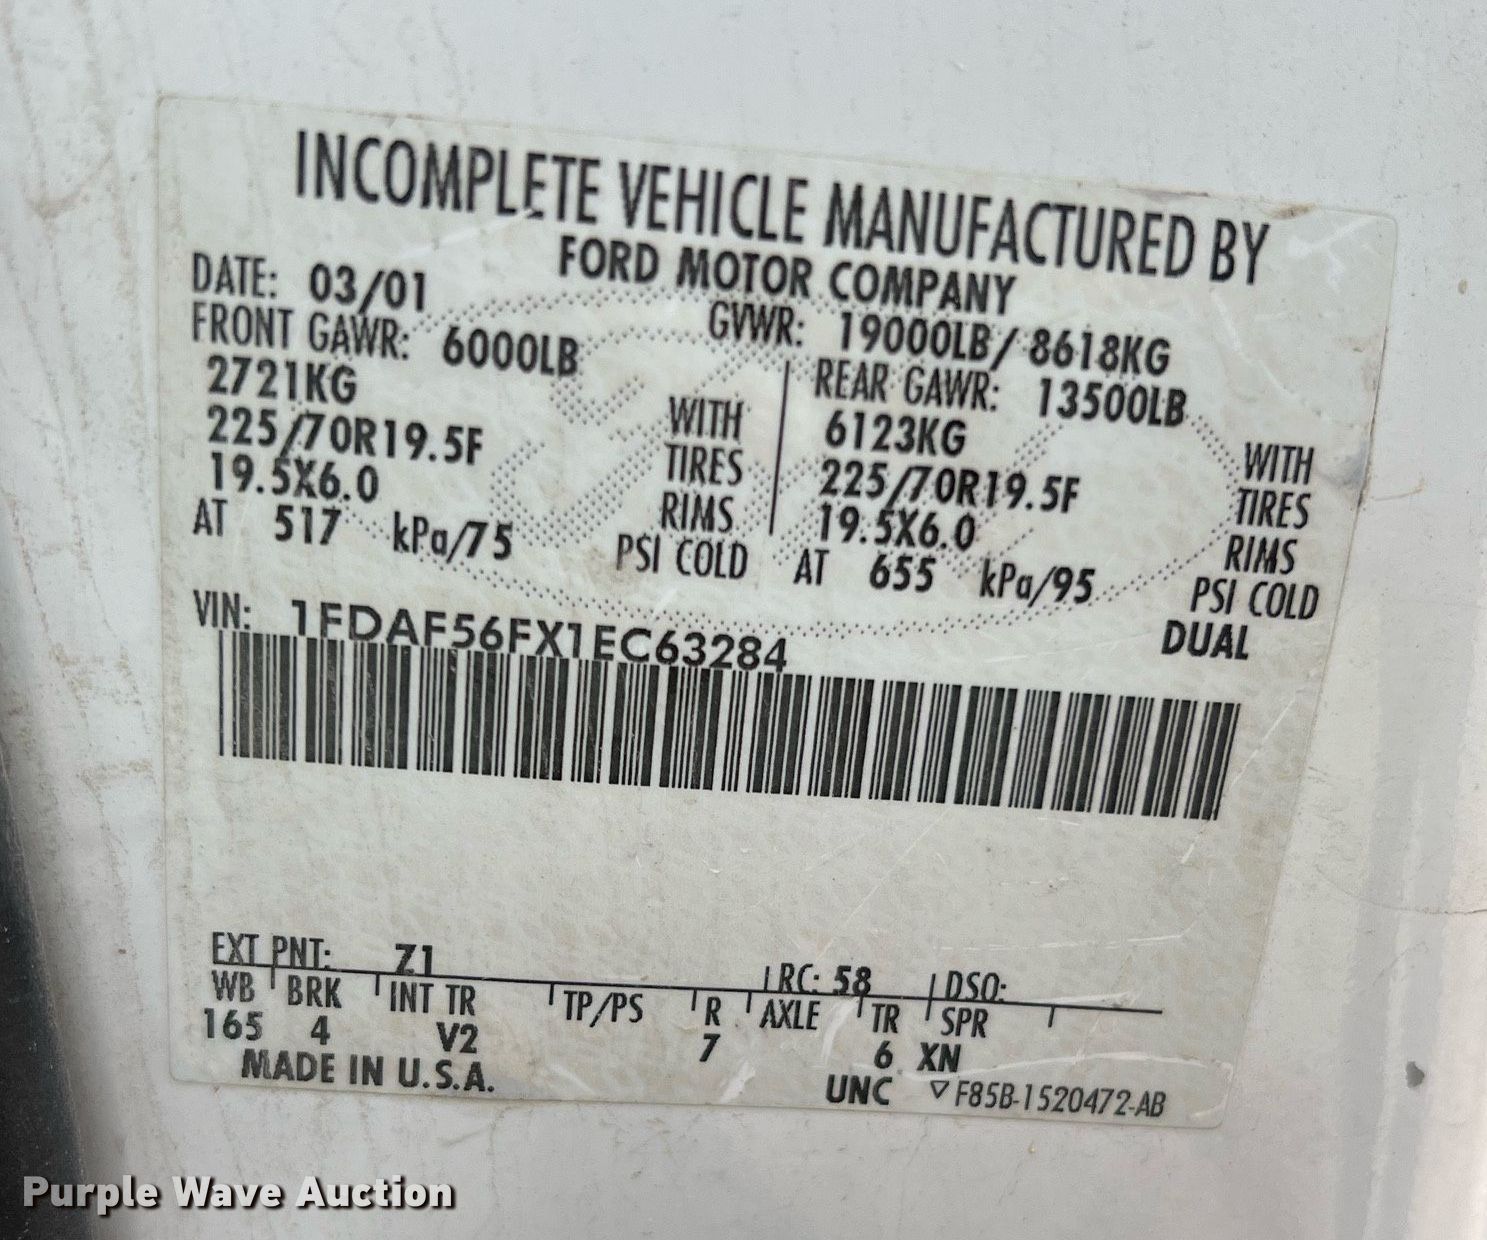 INCOMPLETE VEHICLE MANUFACTURED BY
FORD MOTOR COMPANY
DATE: 03/01
GVWR: 19000LB/ 8618KG
FRONT GAWR: 6000LB
2721KG
WITH
225/70R19.5F
TIRES
19.5X6.0
RIMS
AT 517 kPa/75
PSI COLD
REAR GAWR: 13500LB
6123KG
WITH
225/70R19.5F
TIRES
19.5X6.0
RIMS
AT 655 kPa/95
PSI COLD
DUAL
VIN: 1FDAF56FX1EC63284
EXT PNT: Z1 RC: 58 DSO:
WB BRK INT TR TP/PS R AXLE TR SPR
165 4 V2 7 6 XN
MADE IN U.S.A.
UNC ▽ F85B-1520472-AB
Purple Wave Auction